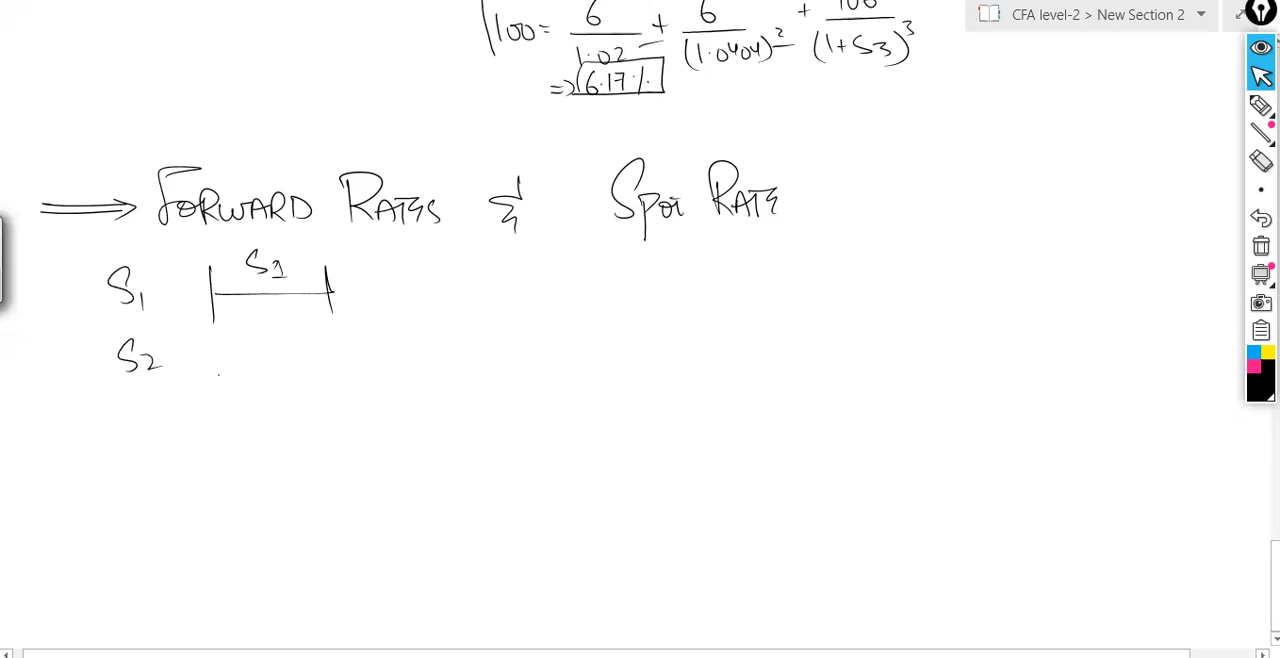 CFA level-2 > New Section 2
100 = 6/1.02 + 6/(1.0404)² + 106/(1+S3)³
=> 6.17%.
=> FORWARD RATES & SPOT RATE
S1 S1
S2